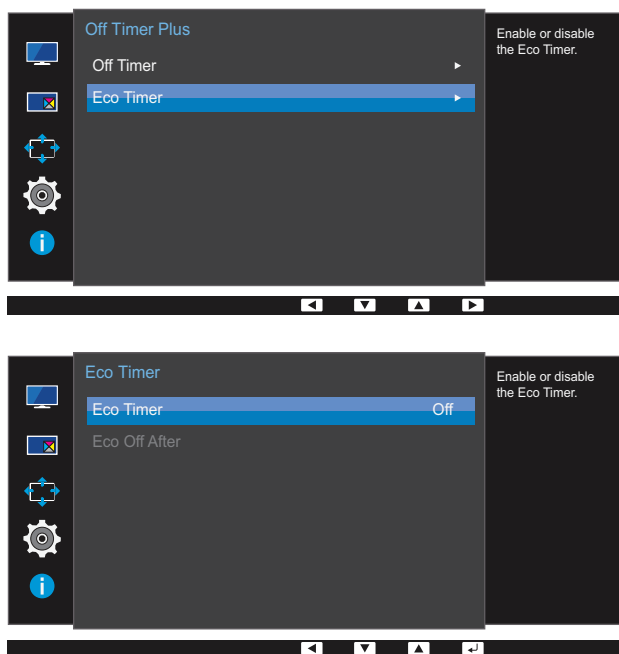 Off Timer Plus
Off Timer
Eco Timer
Enable or disable
the Eco Timer.
Eco Timer
Eco Timer Off
Eco Off After
Enable or disable
the Eco Timer.